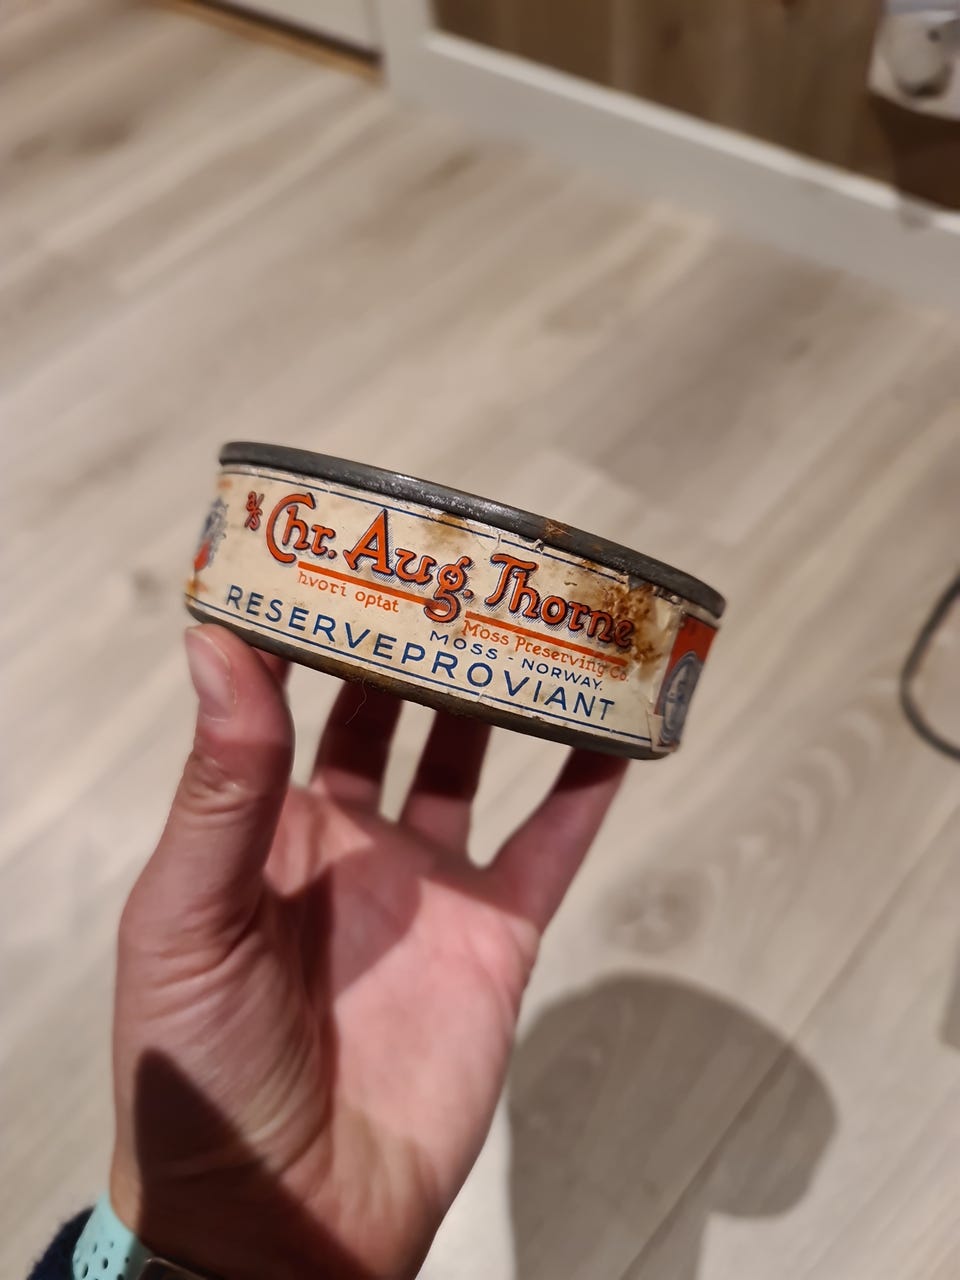 A/S Chr. Aug. Thorne
hvori optat
Moss Preserving Co.
MOSS - NORWAY.
RESERVEPROVIANT